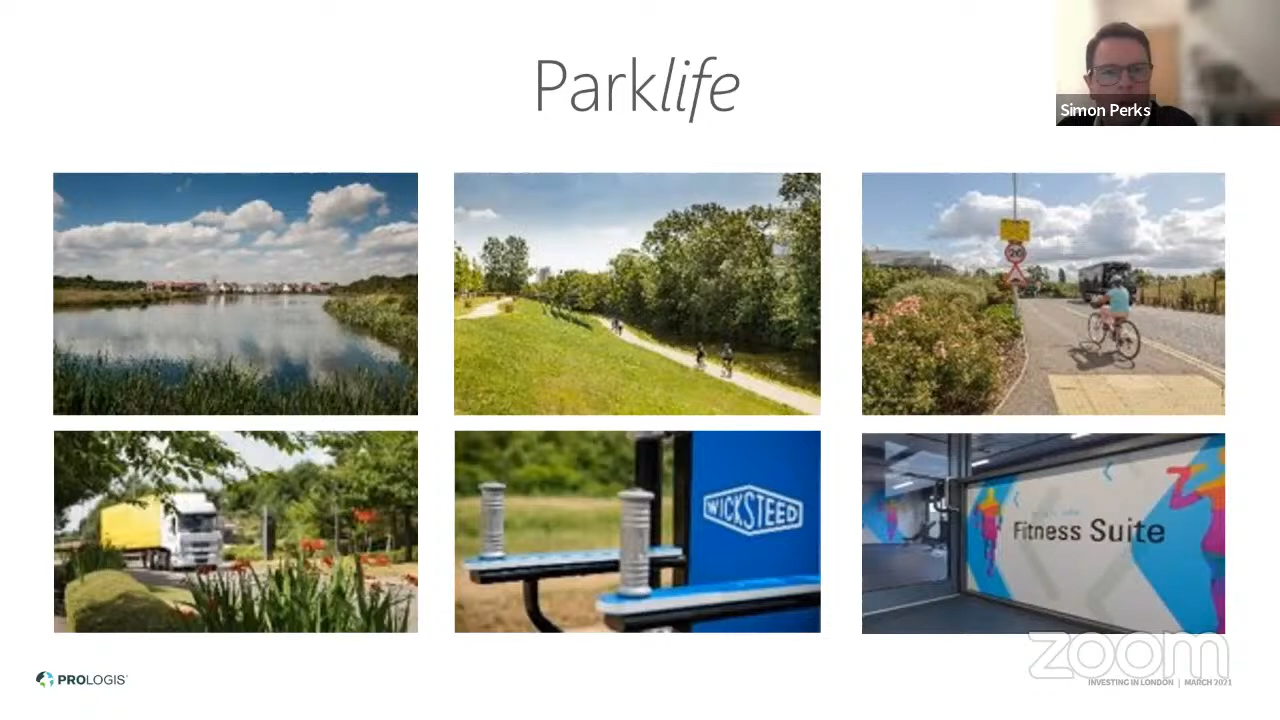 Parklife
Simon Perks
20
WICKSTEED
Fitness Suite
PROLOGIS
zoom
INVESTING IN LONDON | MARCH 2021